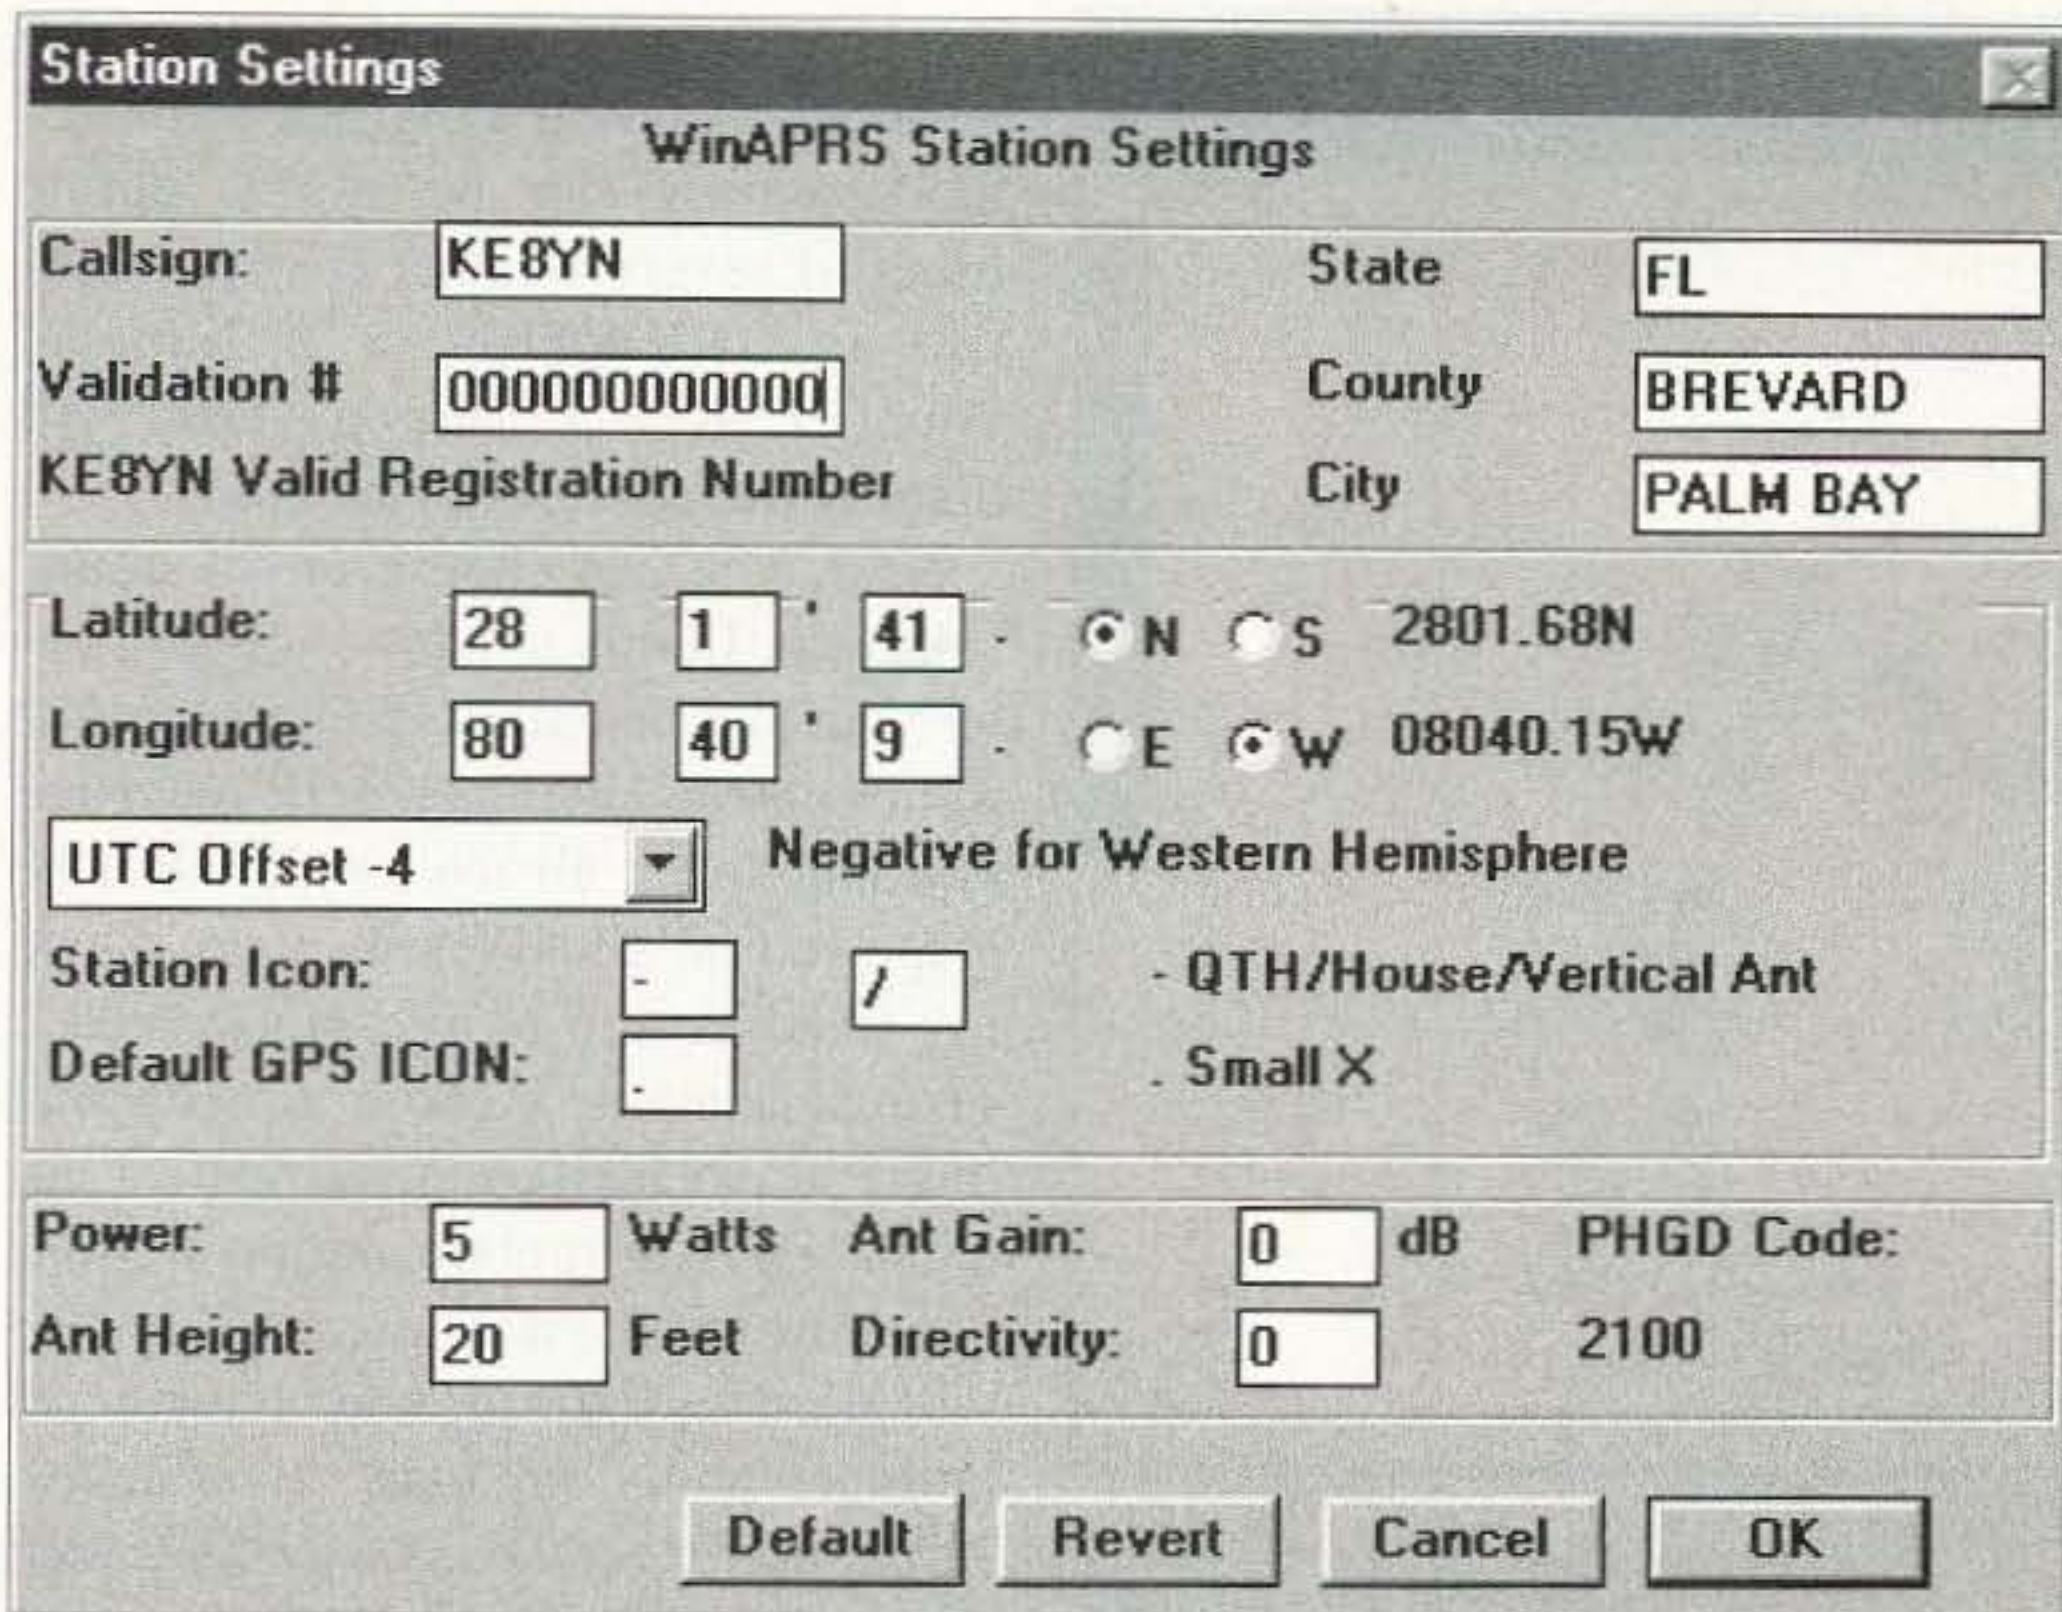 Station Settings
WinAPRS Station Settings
Callsign: KE8YN State FL
Validation # 000000000000 County BREVARD
KE8YN Valid Registration Number City PALM BAY
Latitude: 28 1 ' 41 . N S 2801.68N
Longitude: 80 40 ' 9 . E W 08040.15W
UTC Offset -4 Negative for Western Hemisphere
Station Icon: - / - QTH/House/Vertical Ant
Default GPS ICON: . . Small X
Power: 5 Watts Ant Gain: 0 dB PHGD Code:
Ant Height: 20 Feet Directivity: 0 2100
Default Revert Cancel OK